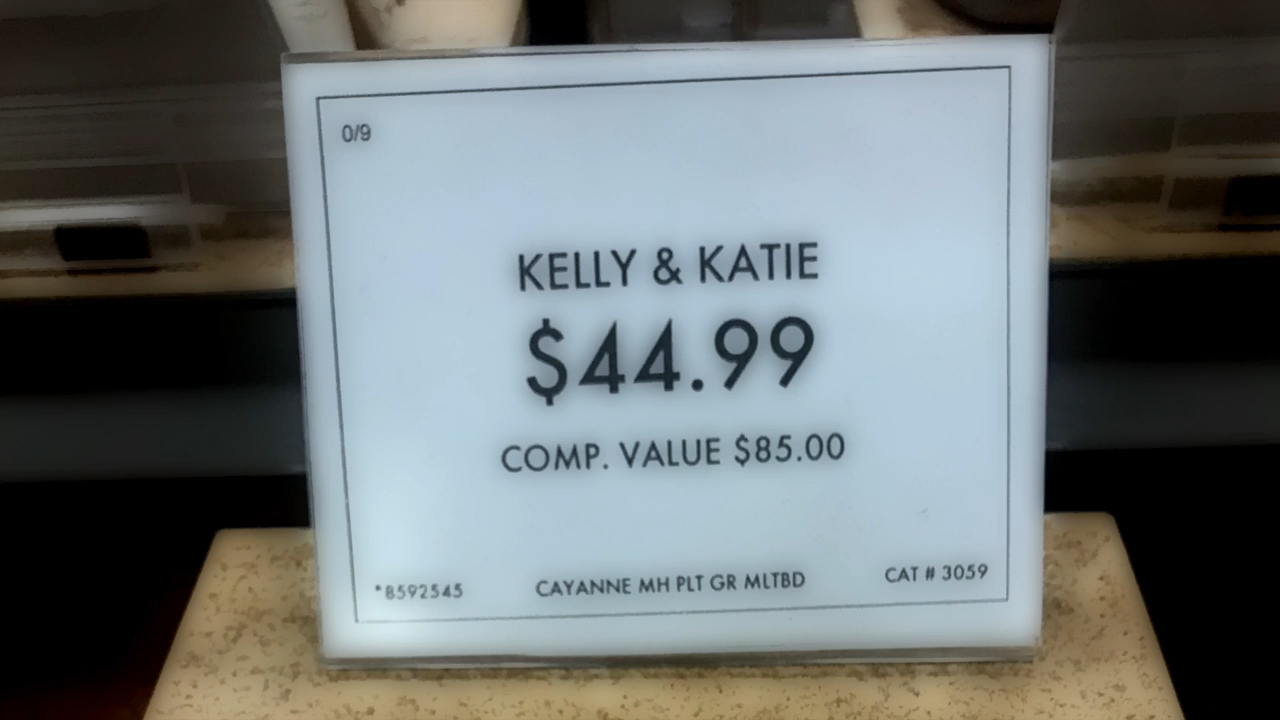 0/9
KELLY & KATIE
$44.99
COMP. VALUE $85.00
*8592545 CAYANNE MH PLT GR MLTBD CAT # 3059